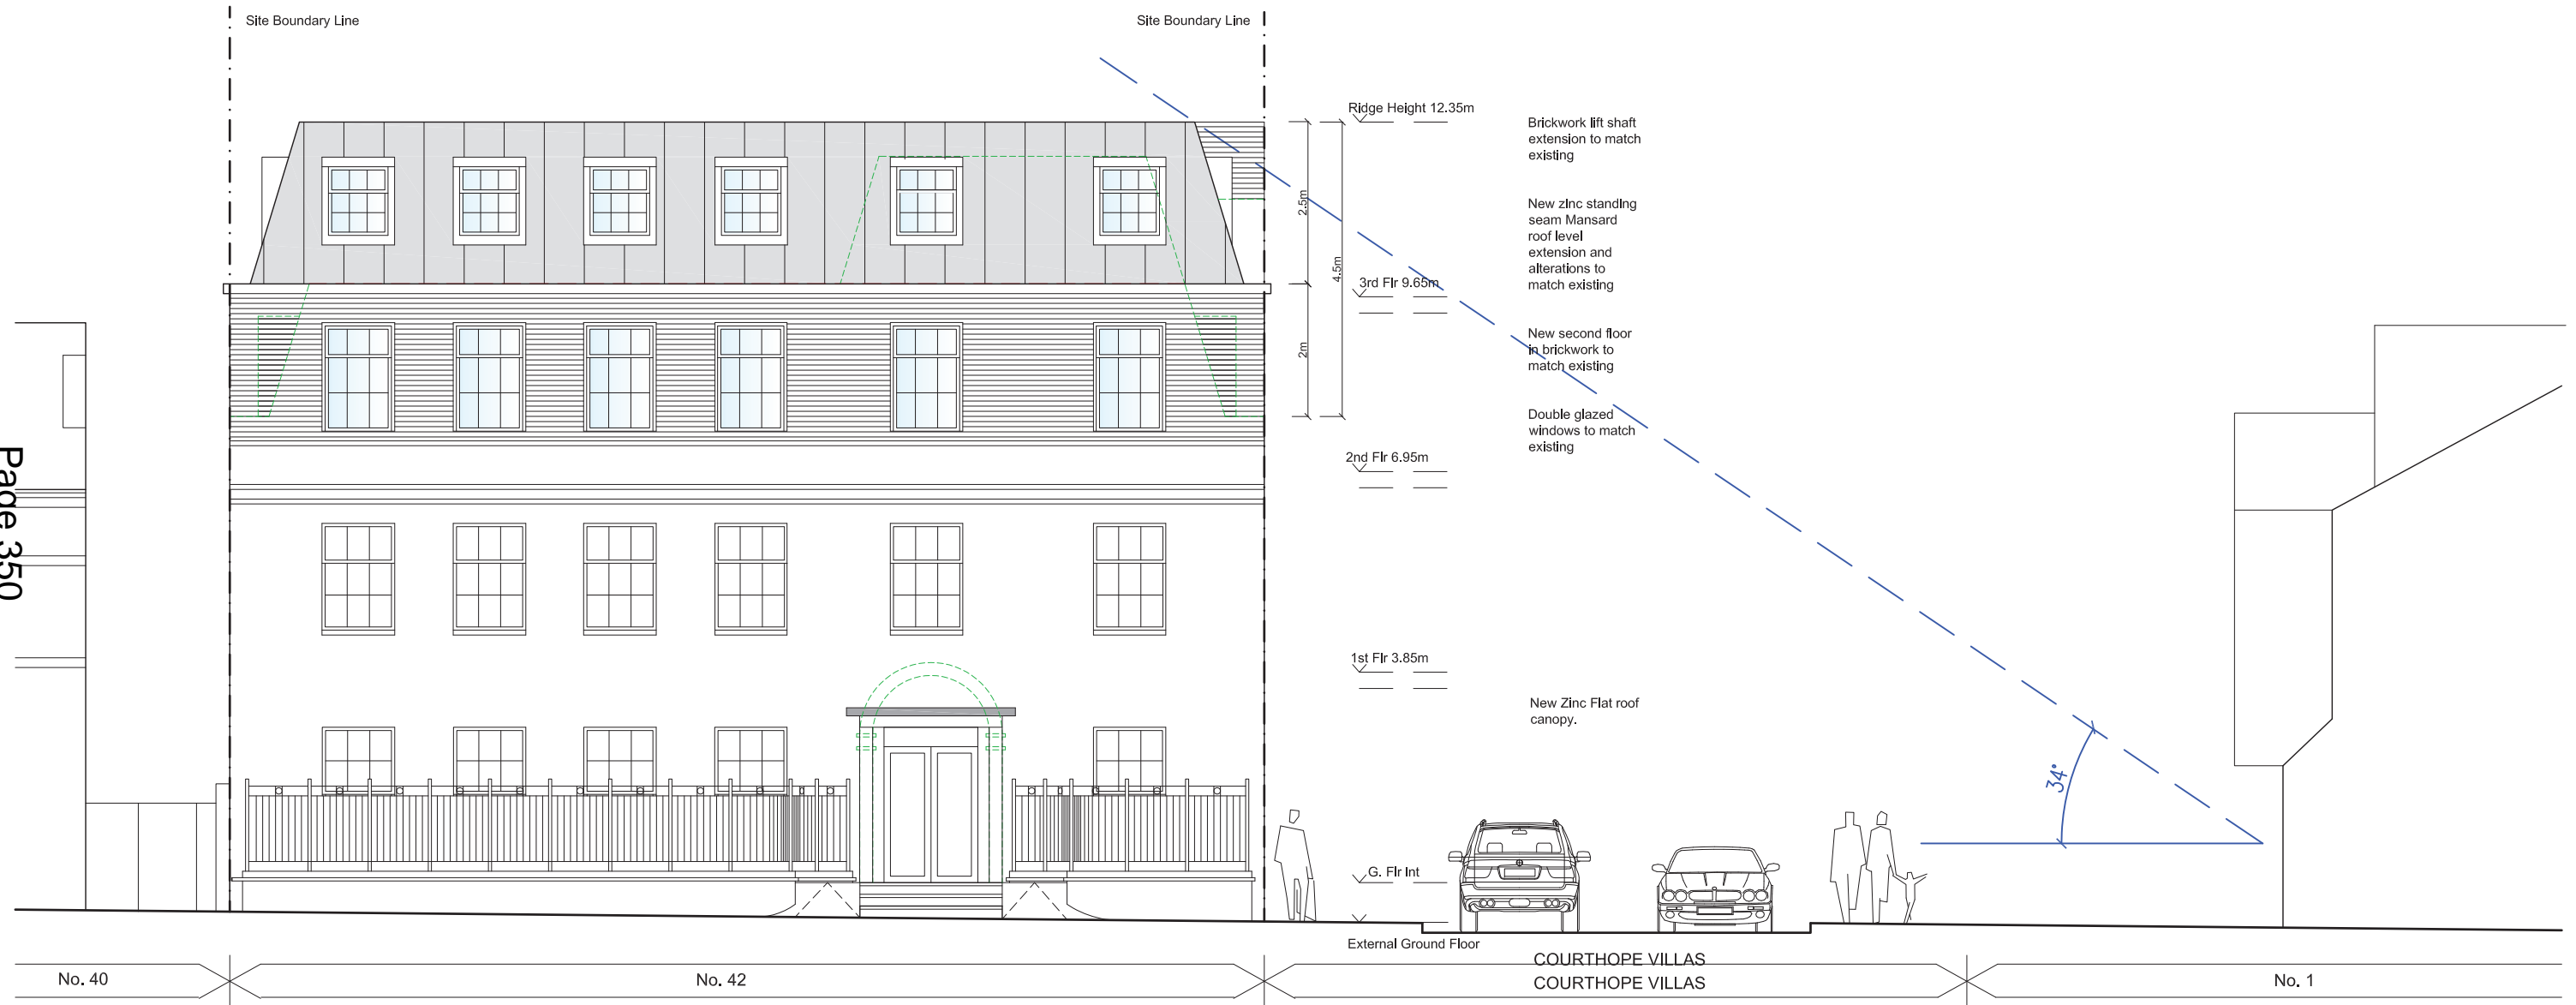 Site Boundary Line
Site Boundary Line
Ridge Height 12.35m
Brickwork lift shaft
extension to match
existing
2.5m
4.5m
New zinc standing
seam Mansard
roof level
extension and
alterations to
match existing
3rd Flr 9.65m
2m
New second floor
in brickwork to
match existing
Double glazed
windows to match
existing
2nd Flr 6.95m
Page 350
1st Flr 3.85m
New Zinc Flat roof
canopy.
34°
G. Flr Int
External Ground Floor
COURTHOPE VILLAS
No. 40
No. 42
COURTHOPE VILLAS
No. 1